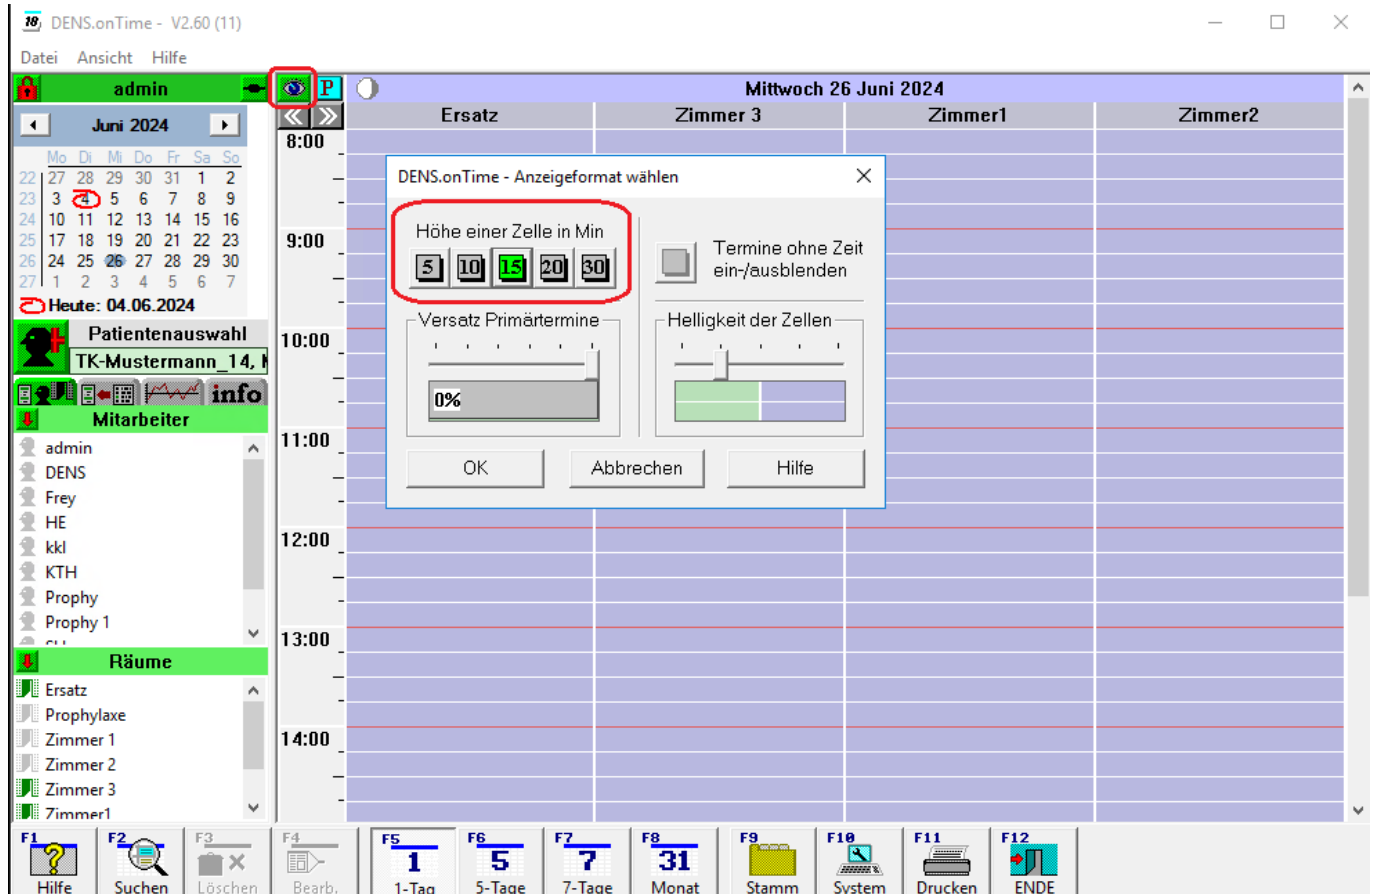 18 DENS.onTime - V2.60 (11)
Datei Ansicht Hilfe
admin
P
Mittwoch 26 Juni 2024
Ersatz Zimmer 3 Zimmer1 Zimmer2
Juni 2024
Mo Di Mi Do Fr Sa So
22 27 28 29 30 31 1 2
23 3 4 5 6 7 8 9
24 10 11 12 13 14 15 16
25 17 18 19 20 21 22 23
26 24 25 26 27 28 29 30
27 1 2 3 4 5 6 7
Heute: 04.06.2024
Patientenauswahl
TK-Mustermann_14,
info
Mitarbeiter
admin
DENS
Frey
HE
kkl
KTH
Prophy
Prophy 1
Räume
Ersatz
Prophylaxe
Zimmer 1
Zimmer 2
Zimmer 3
Zimmer1
8:00
9:00
10:00
11:00
12:00
13:00
14:00
DENS.onTime - Anzeigeformat wählen
Höhe einer Zelle in Min
5 10 15 20 30
Termine ohne Zeit
ein-/ausblenden
Versatz Primärtermine
0%
Helligkeit der Zellen
OK Abbrechen Hilfe
F1 Hilfe
F2 Suchen
F3 Löschen
F4 Bearb.
F5 1 1-Tag
F6 5 5-Tage
F7 7 7-Tage
F8 31 Monat
F9 Stamm
F10 System
F11 Drucken
F12 ENDE